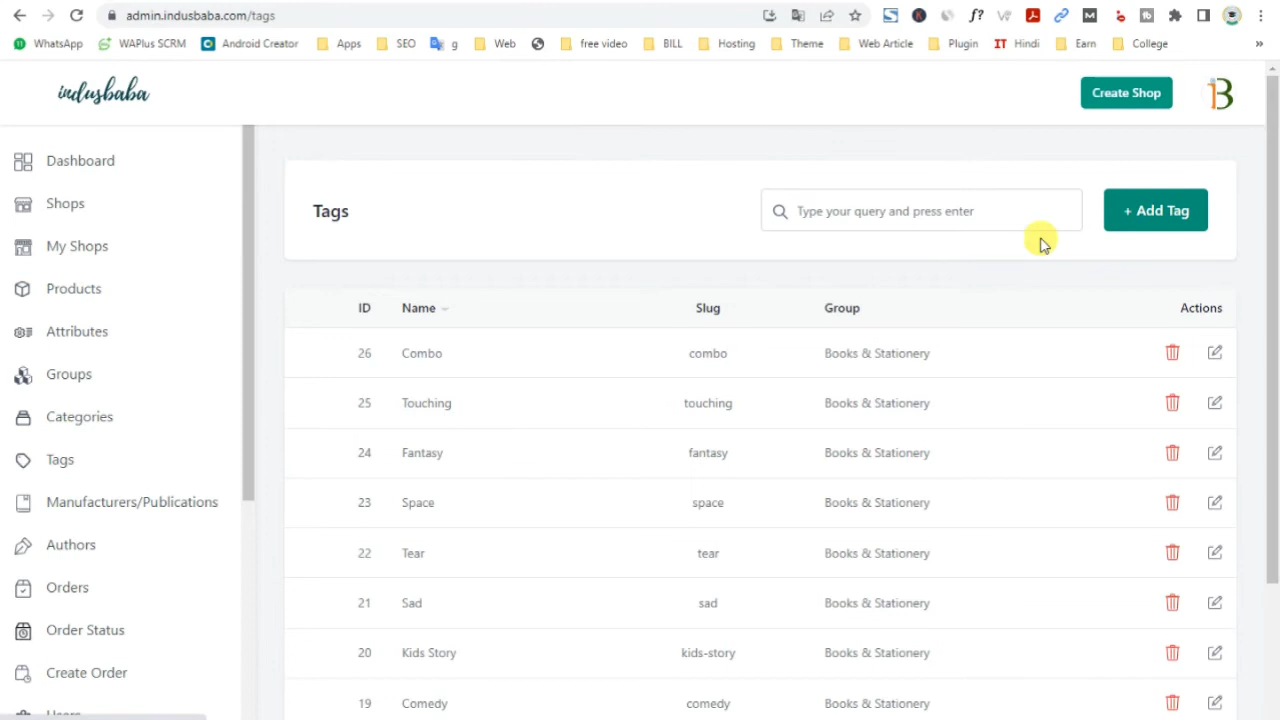 admin.indusbaba.com/tags
WhatsApp WAPlus SCRM Android Creator Apps SEO g Web free video BILL Hosting Theme Web Article Plugin IT Hindi Earn College »
indusbaba Create Shop
Dashboard
Shops
My Shops
Products
Attributes
Groups
Categories
Tags
Manufacturers/Publications
Authors
Orders
Order Status
Create Order
Users
Tags Type your query and press enter + Add Tag
ID Name Slug Group Actions
26 Combo combo Books & Stationery
25 Touching touching Books & Stationery
24 Fantasy fantasy Books & Stationery
23 Space space Books & Stationery
22 Tear tear Books & Stationery
21 Sad sad Books & Stationery
20 Kids Story kids-story Books & Stationery
19 Comedy comedy Books & Stationery